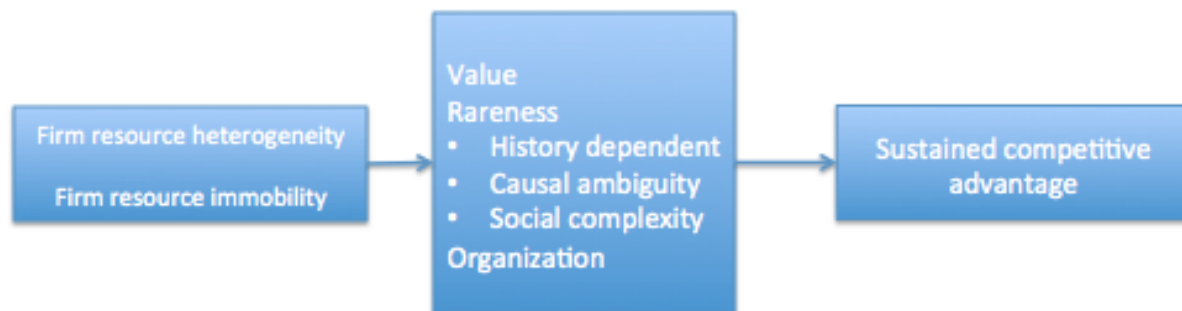 Firm resource heterogeneity
Firm resource immobility
Value
Rareness
• History dependent
• Causal ambiguity
• Social complexity
Organization
Sustained competitive
advantage